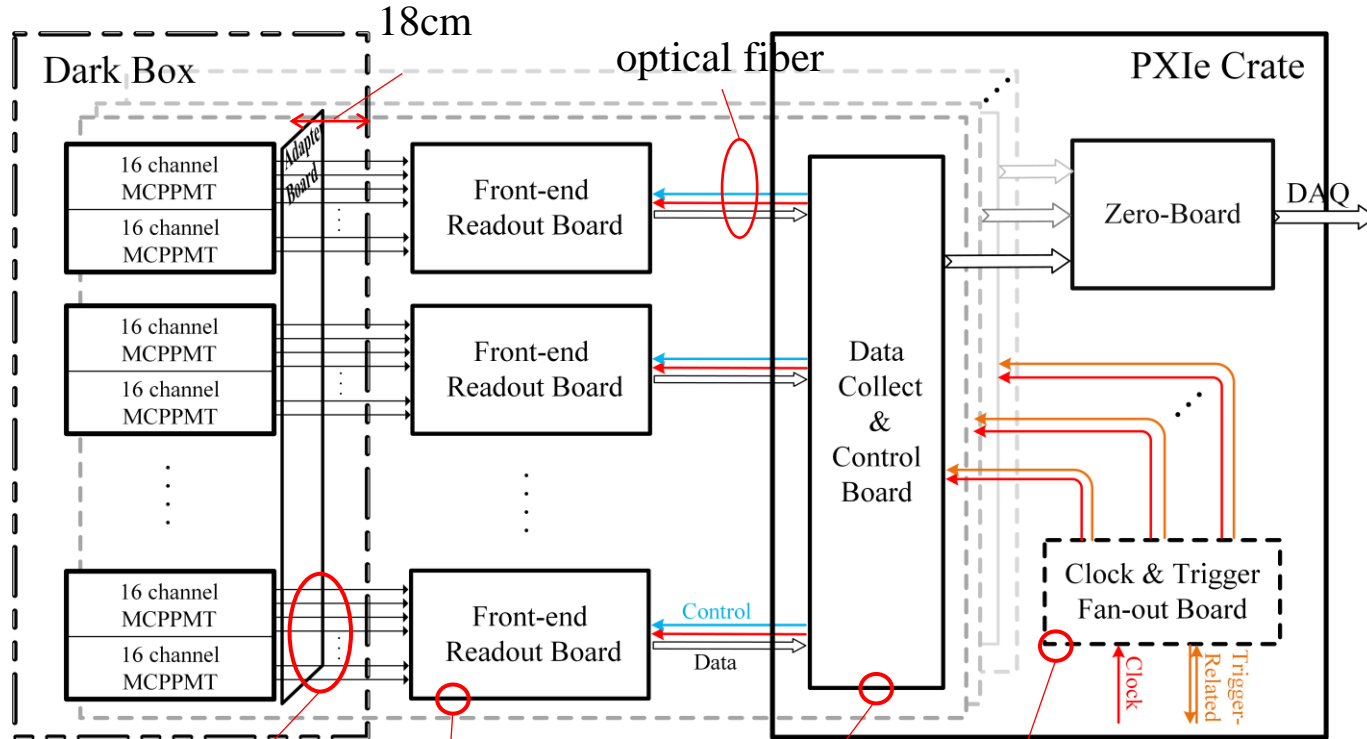 18cm
Dark Box
optical fiber
PXIe Crate
Adapter
Board
16 channel
MCPPMT
16 channel
MCPPMT
Front-end
Readout Board
Zero-Board
DAQ
16 channel
MCPPMT
16 channel
MCPPMT
Front-end
Readout Board
Data
Collect
&
Control
Board
16 channel
MCPPMT
16 channel
MCPPMT
Front-end
Readout Board
Control
Data
Clock & Trigger
Fan-out Board
Clock
Trigger-
Related